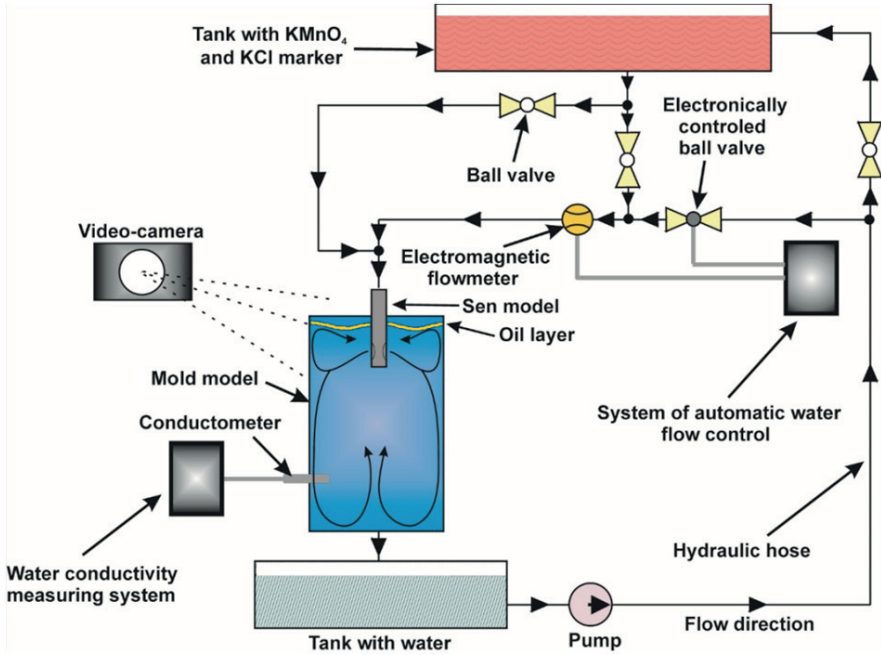 Tank with KMnO₄
and KCl marker
Electronically
controled
ball valve
Ball valve
Video-camera
Electromagnetic
flowmeter
Sen model
Oil layer
Mold model
System of automatic water
flow control
Conductometer
Hydraulic hose
Water conductivity
measuring system
Flow direction
Pump
Tank with water